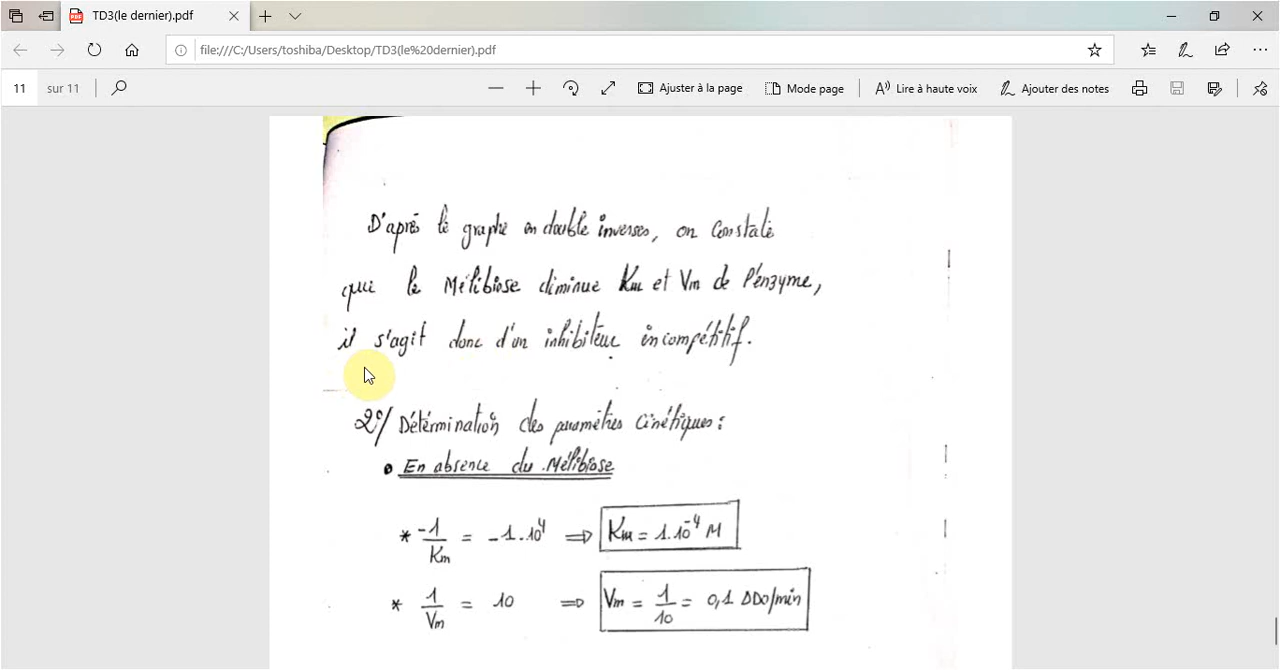 TD3(le dernier).pdf
file:///C:/Users/toshiba/Desktop/TD3(le%20dernier).pdf
11 sur 11 Ajuster à la page Mode page Lire à haute voix Ajouter des notes
D'après le graphe en double inverses, on constate
que le Mélibiose diminue Km et Vm de l'enzyme,
il s'agit donc d'un inhibiteur incompétitif.
2°/ Détérmination des paramètres cinétiques :
• En absence du Mélibiose
* -1/Km = -1.10⁴ ⇒ Km = 1.10⁻⁴ M
* 1/Vm = 10 ⇒ Vm = 1/10 = 0,1 ΔDO/min